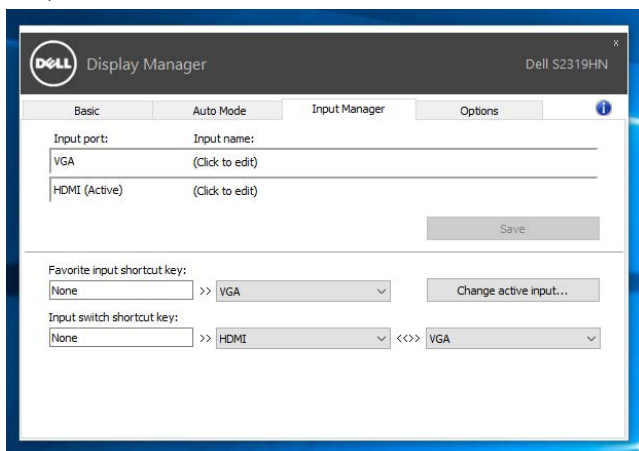 DELL Display Manager Dell S2319HN x
Basic Auto Mode Input Manager Options i
Input port: Input name:
VGA (Click to edit)
HDMI (Active) (Click to edit)
Save
Favorite input shortcut key:
None >> VGA Change active input...
Input switch shortcut key:
None >> HDMI <<>> VGA